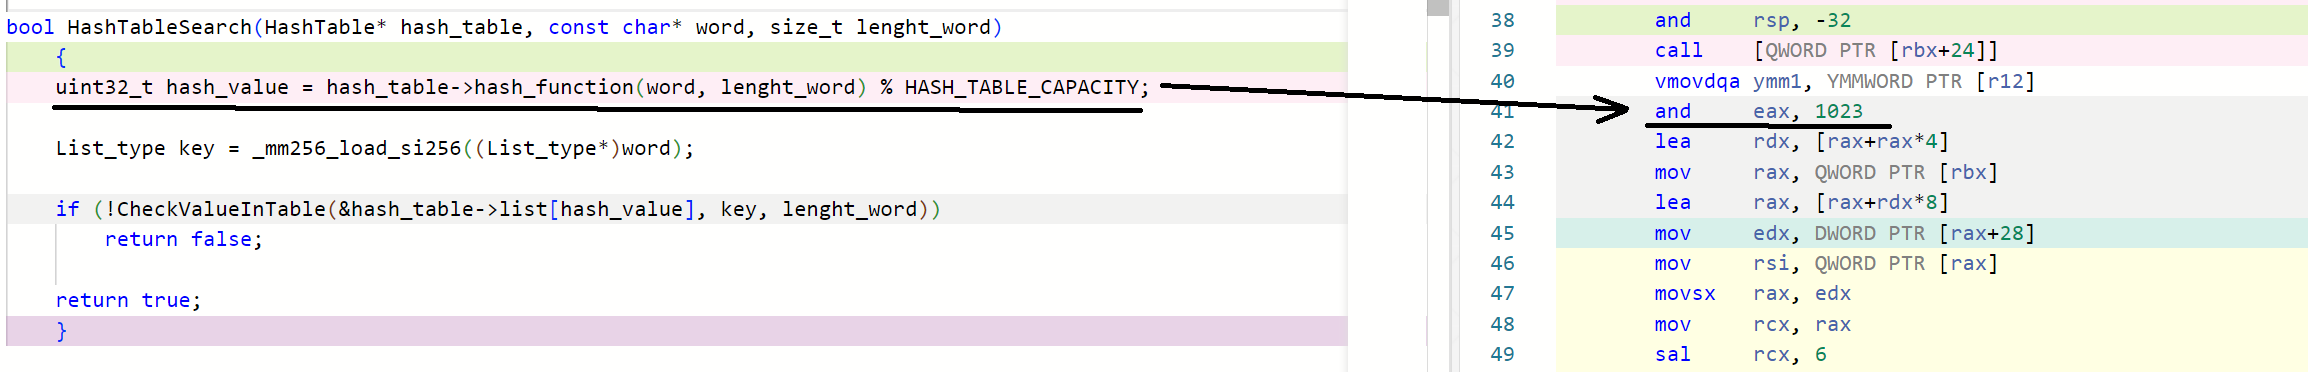 bool HashTableSearch(HashTable* hash_table, const char* word, size_t lenght_word)
{
uint32_t hash_value = hash_table->hash_function(word, lenght_word) % HASH_TABLE_CAPACITY;
List_type key = _mm256_load_si256((List_type*)word);
if (!CheckValueInTable(&hash_table->list[hash_value], key, lenght_word))
return false;
return true;
}
38 and rsp, -32
39 call [QWORD PTR [rbx+24]]
40 vmovdqa ymm1, YMMWORD PTR [r12]
41 and eax, 1023
42 lea rdx, [rax+rax*4]
43 mov rax, QWORD PTR [rbx]
44 lea rax, [rax+rdx*8]
45 mov edx, DWORD PTR [rax+28]
46 mov rsi, QWORD PTR [rax]
47 movsx rax, edx
48 mov rcx, rax
49 sal rcx, 6